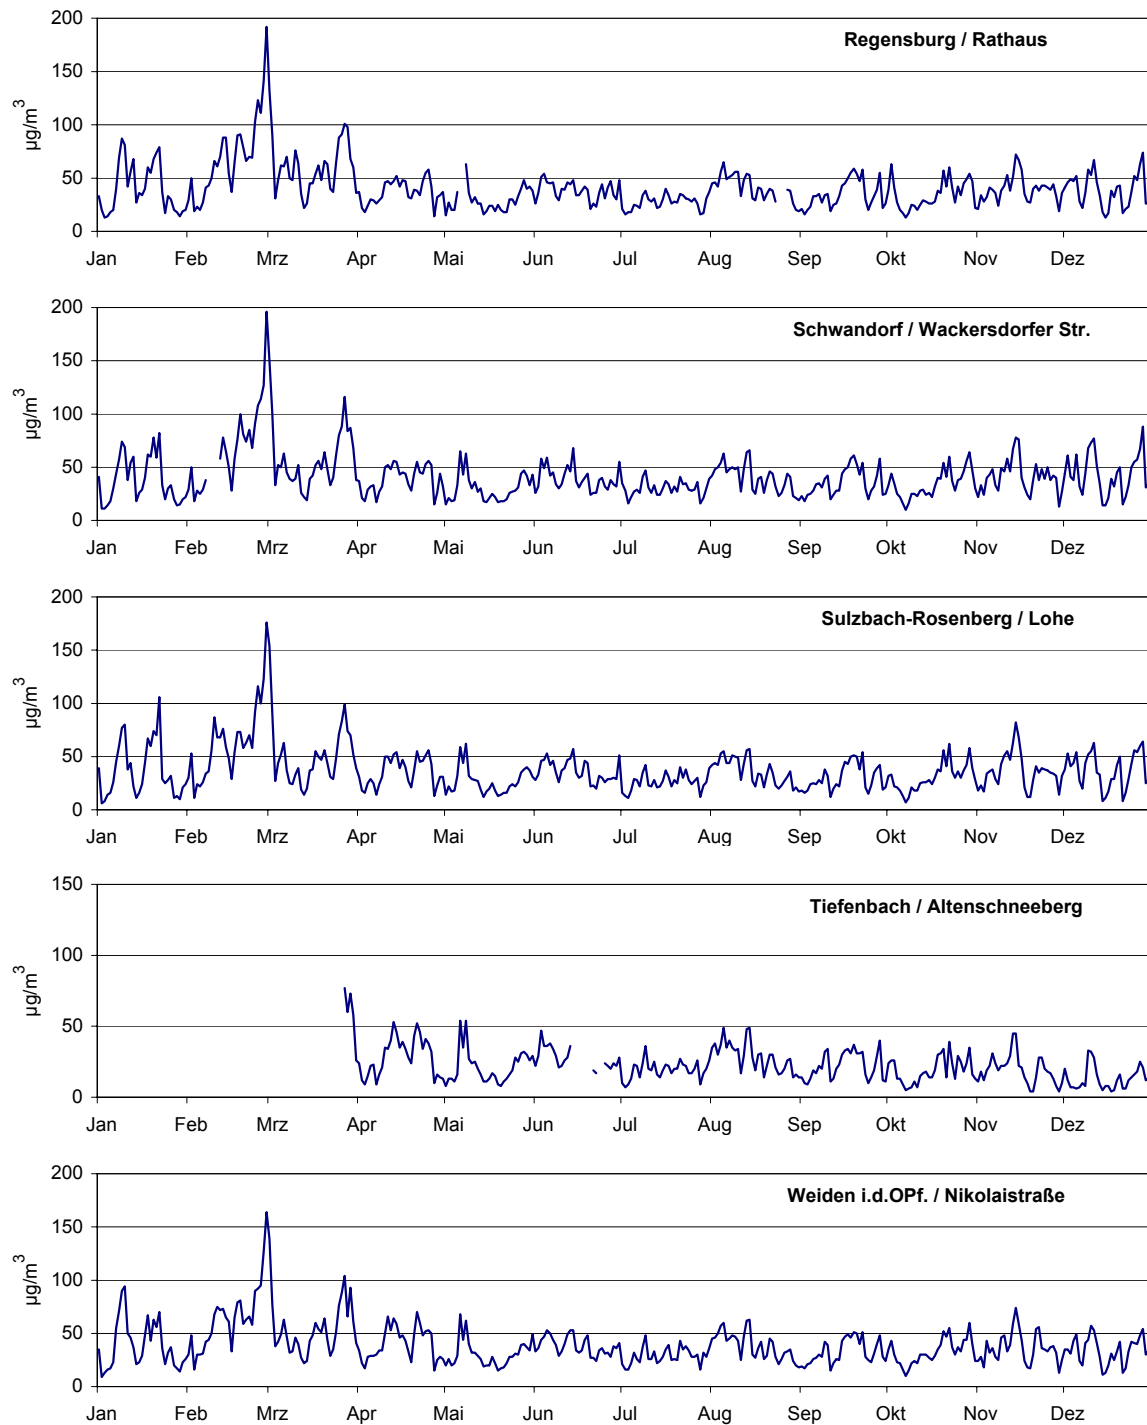 200
Regensburg / Rathaus
150
100
50
0
µg/m³
Jan Feb Mrz Apr Mai Jun Jul Aug Sep Okt Nov Dez
200
Schwandorf / Wackersdorfer Str.
150
100
50
0
µg/m³
Jan Feb Mrz Apr Mai Jun Jul Aug Sep Okt Nov Dez
200
Sulzbach-Rosenberg / Lohe
150
100
50
0
µg/m³
Jan Feb Mrz Apr Mai Jun Jul Aug Sep Okt Nov Dez
150
Tiefenbach / Altenschneeberg
100
50
0
µg/m³
Jan Feb Mrz Apr Mai Jun Jul Aug Sep Okt Nov Dez
200
Weiden i.d.OPf. / Nikolaistraße
150
100
50
0
µg/m³
Jan Feb Mrz Apr Mai Jun Jul Aug Sep Okt Nov Dez